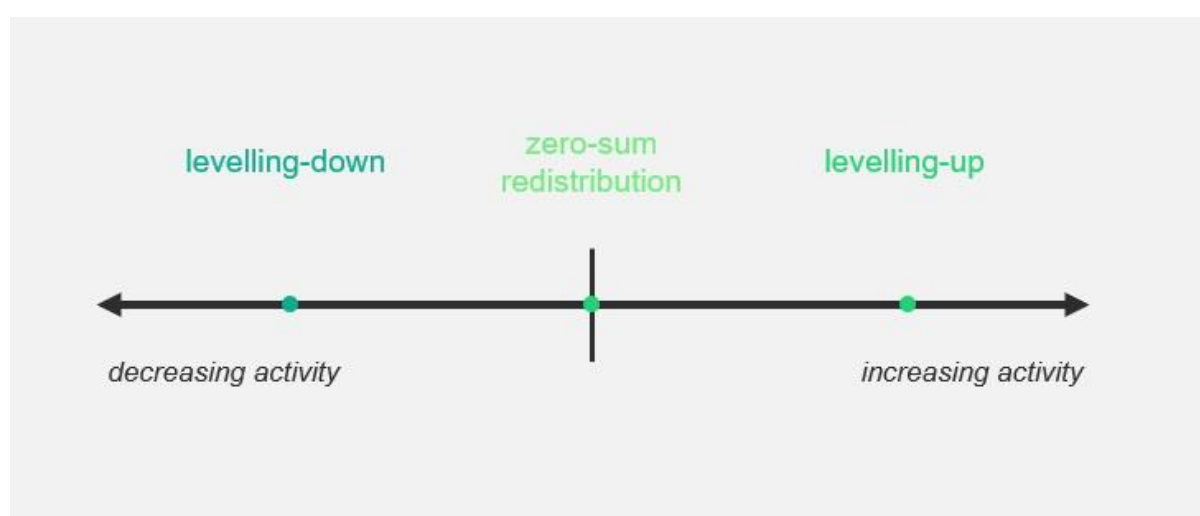 levelling-down
zero-sum
redistribution
levelling-up
decreasing activity
increasing activity